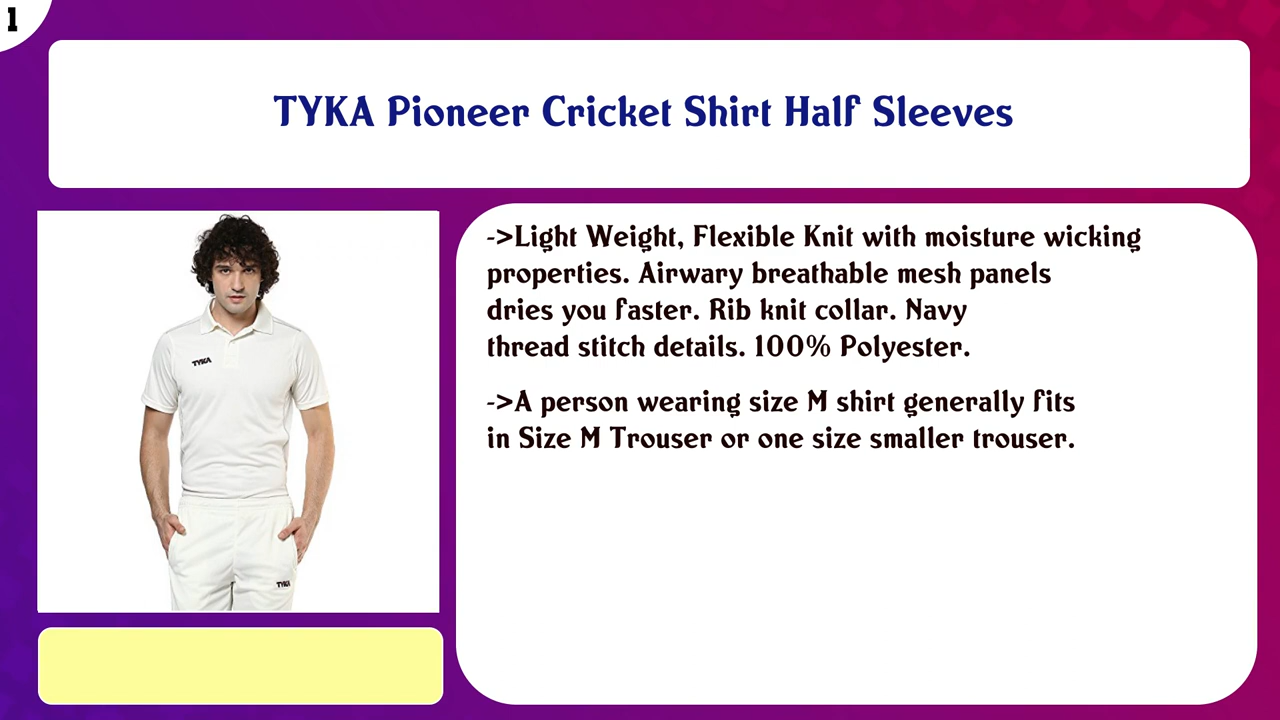 1
TYKA Pioneer Cricket Shirt Half Sleeves
->Light Weight, Flexible Knit with moisture wicking
properties. Airwary breathable mesh panels
dries you faster. Rib knit collar. Navy
thread stitch details. 100% Polyester.
->A person wearing size M shirt generally fits
in Size M Trouser or one size smaller trouser.
TYKA
TYKA